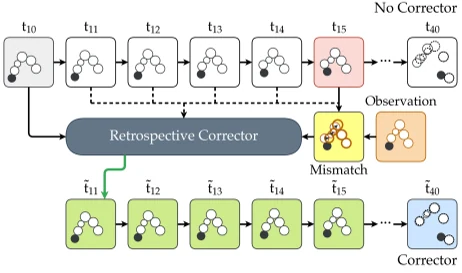 No Corrector
t10 t11 t12 t13 t14 t15 t40
...
Observation
Retrospective Corrector
Mismatch
t̃11 t̃12 t̃13 t̃14 t̃15 t̃40
...
Corrector